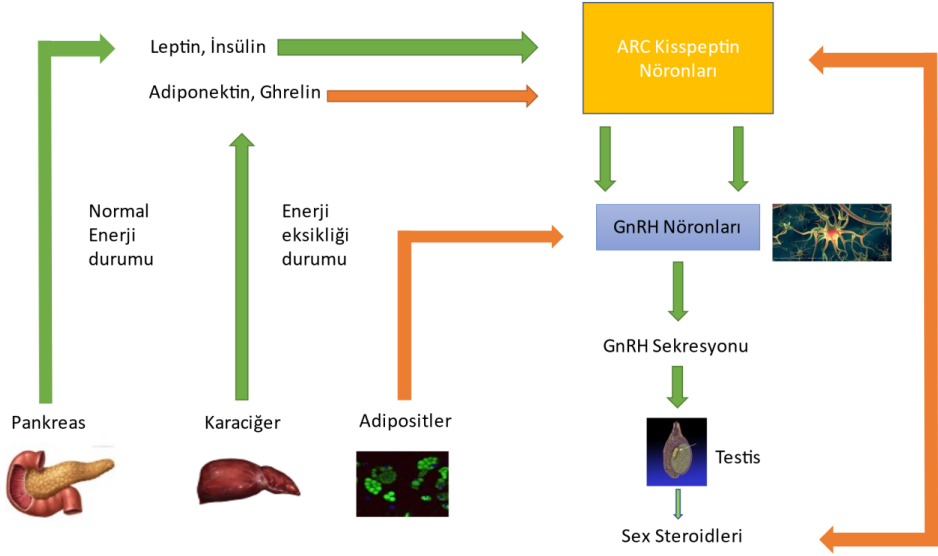 Leptin, İnsülin
Adiponektin, Ghrelin
ARC Kisspeptin
Nöronları
Normal
Enerji
durumu
Enerji
eksikliği
durumu
GnRH Nöronları
GnRH Sekresyonu
Pankreas
Karaciğer
Adipositler
Testis
Sex Steroidleri